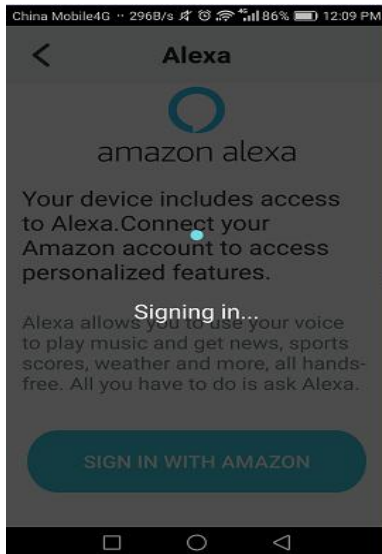 China Mobile4G ·· 296B/s 86% 12:09 PM
Alexa
amazon alexa
Your device includes access
to Alexa.Connect your
Amazon account to access
personalized features.
Signing in...
Alexa allows you to use your voice
to play music and get news, sports
scores, weather and more, all hands-
free. All you have to do is ask Alexa.
SIGN IN WITH AMAZON